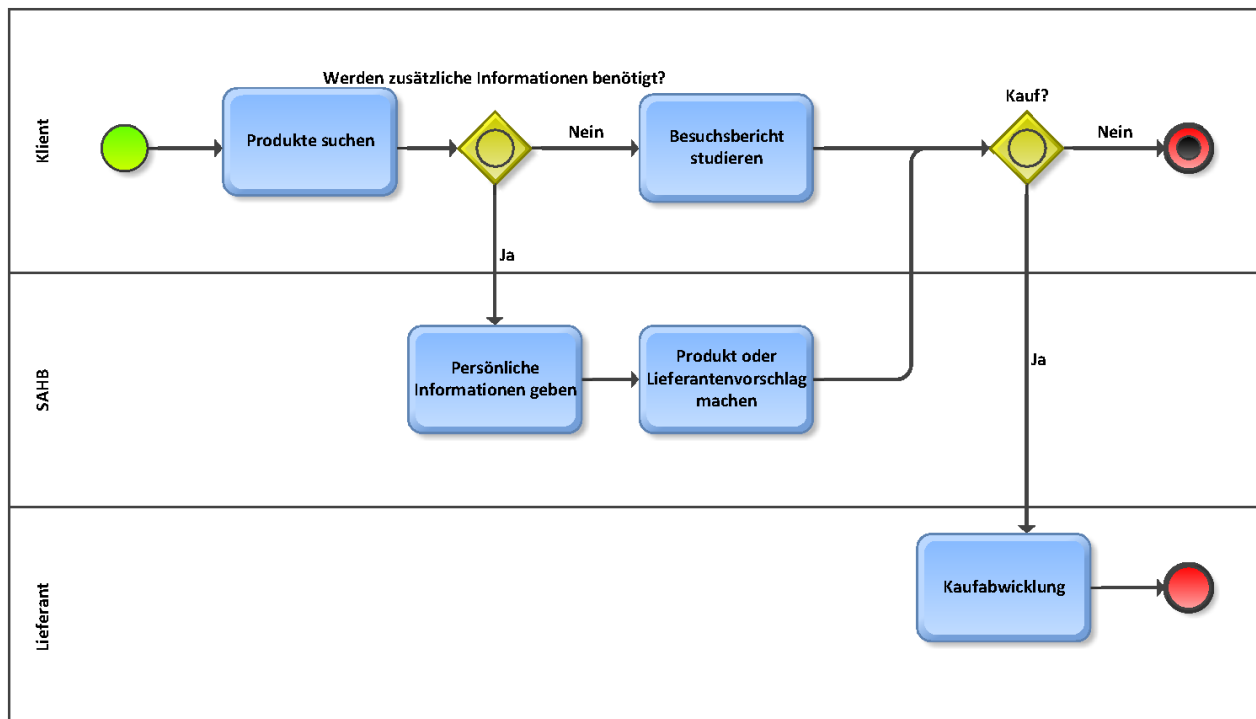 Klient
Werden zusätzliche Informationen benötigt?
Produkte suchen
Nein
Besuchsbericht
studieren
Kauf?
Nein
Ja
SAHB
Persönliche
Informationen geben
Produkt oder
Lieferantenvorschlag
machen
Ja
Lieferant
Kaufabwicklung